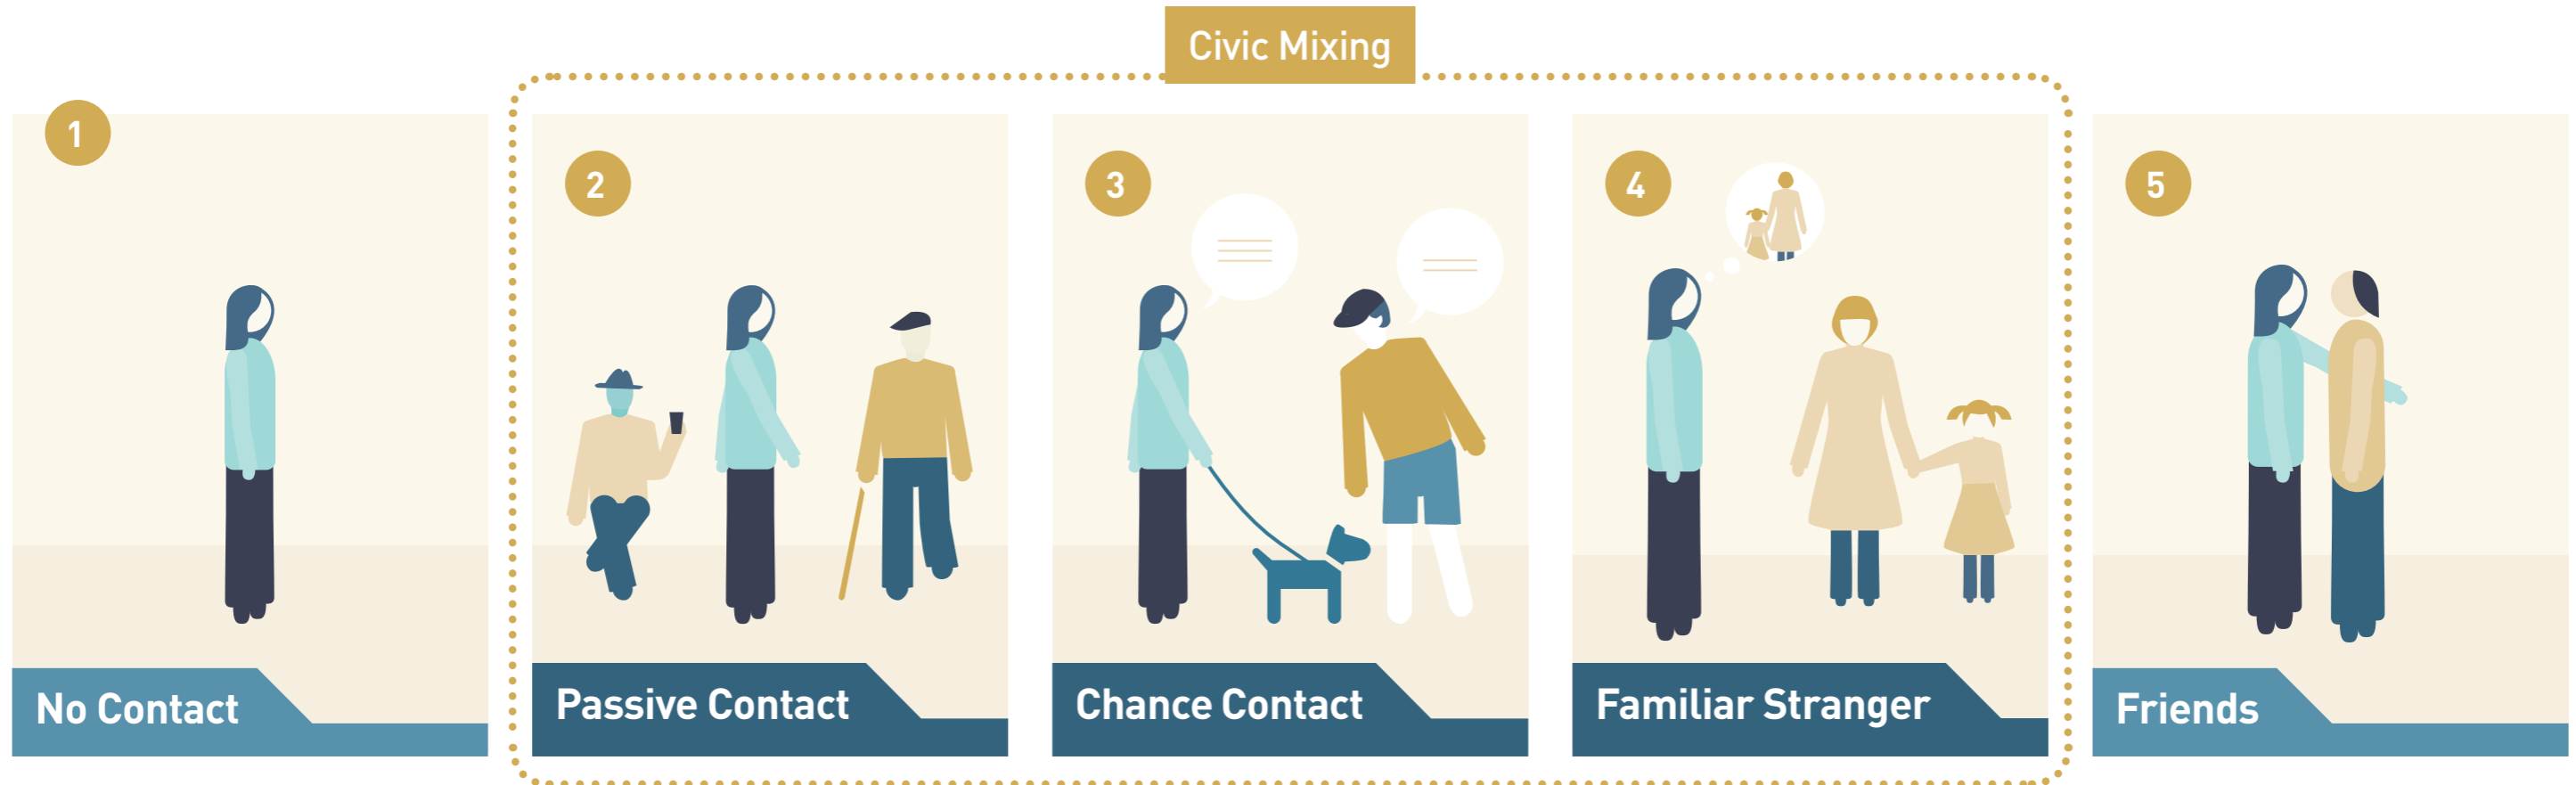 Civic Mixing
1
2
3
4
5
No Contact
Passive Contact
Chance Contact
Familiar Stranger
Friends